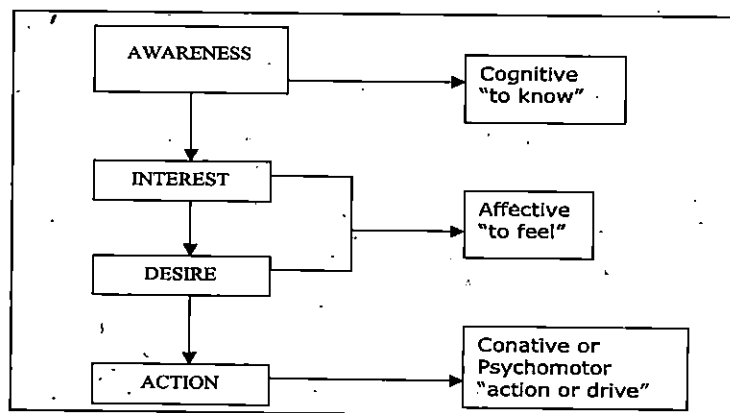 AWARENESS
Cognitive
"to know"
INTEREST
Affective
"to feel"
DESIRE
Conative or
Psychomotor
"action or drive"
ACTION